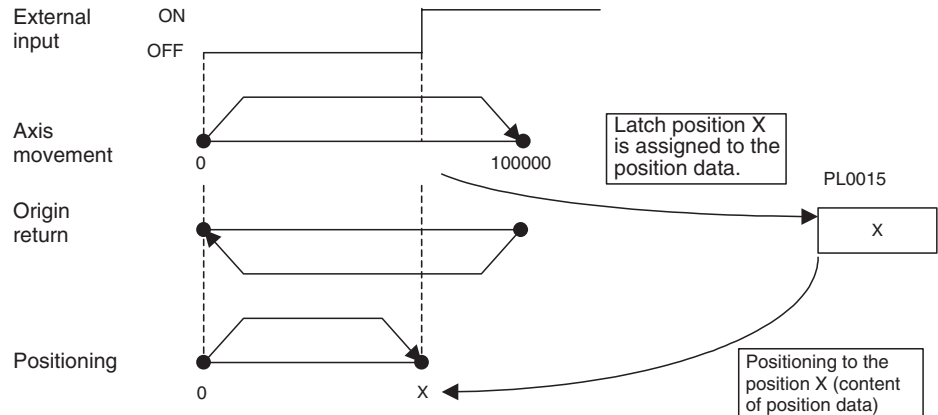 External
input
ON
OFF
Axis
movement
0
100000
Latch position X
is assigned to the
position data.
PL0015
X
Origin
return
Positioning
0
X
Positioning to the
position X (content
of position data)